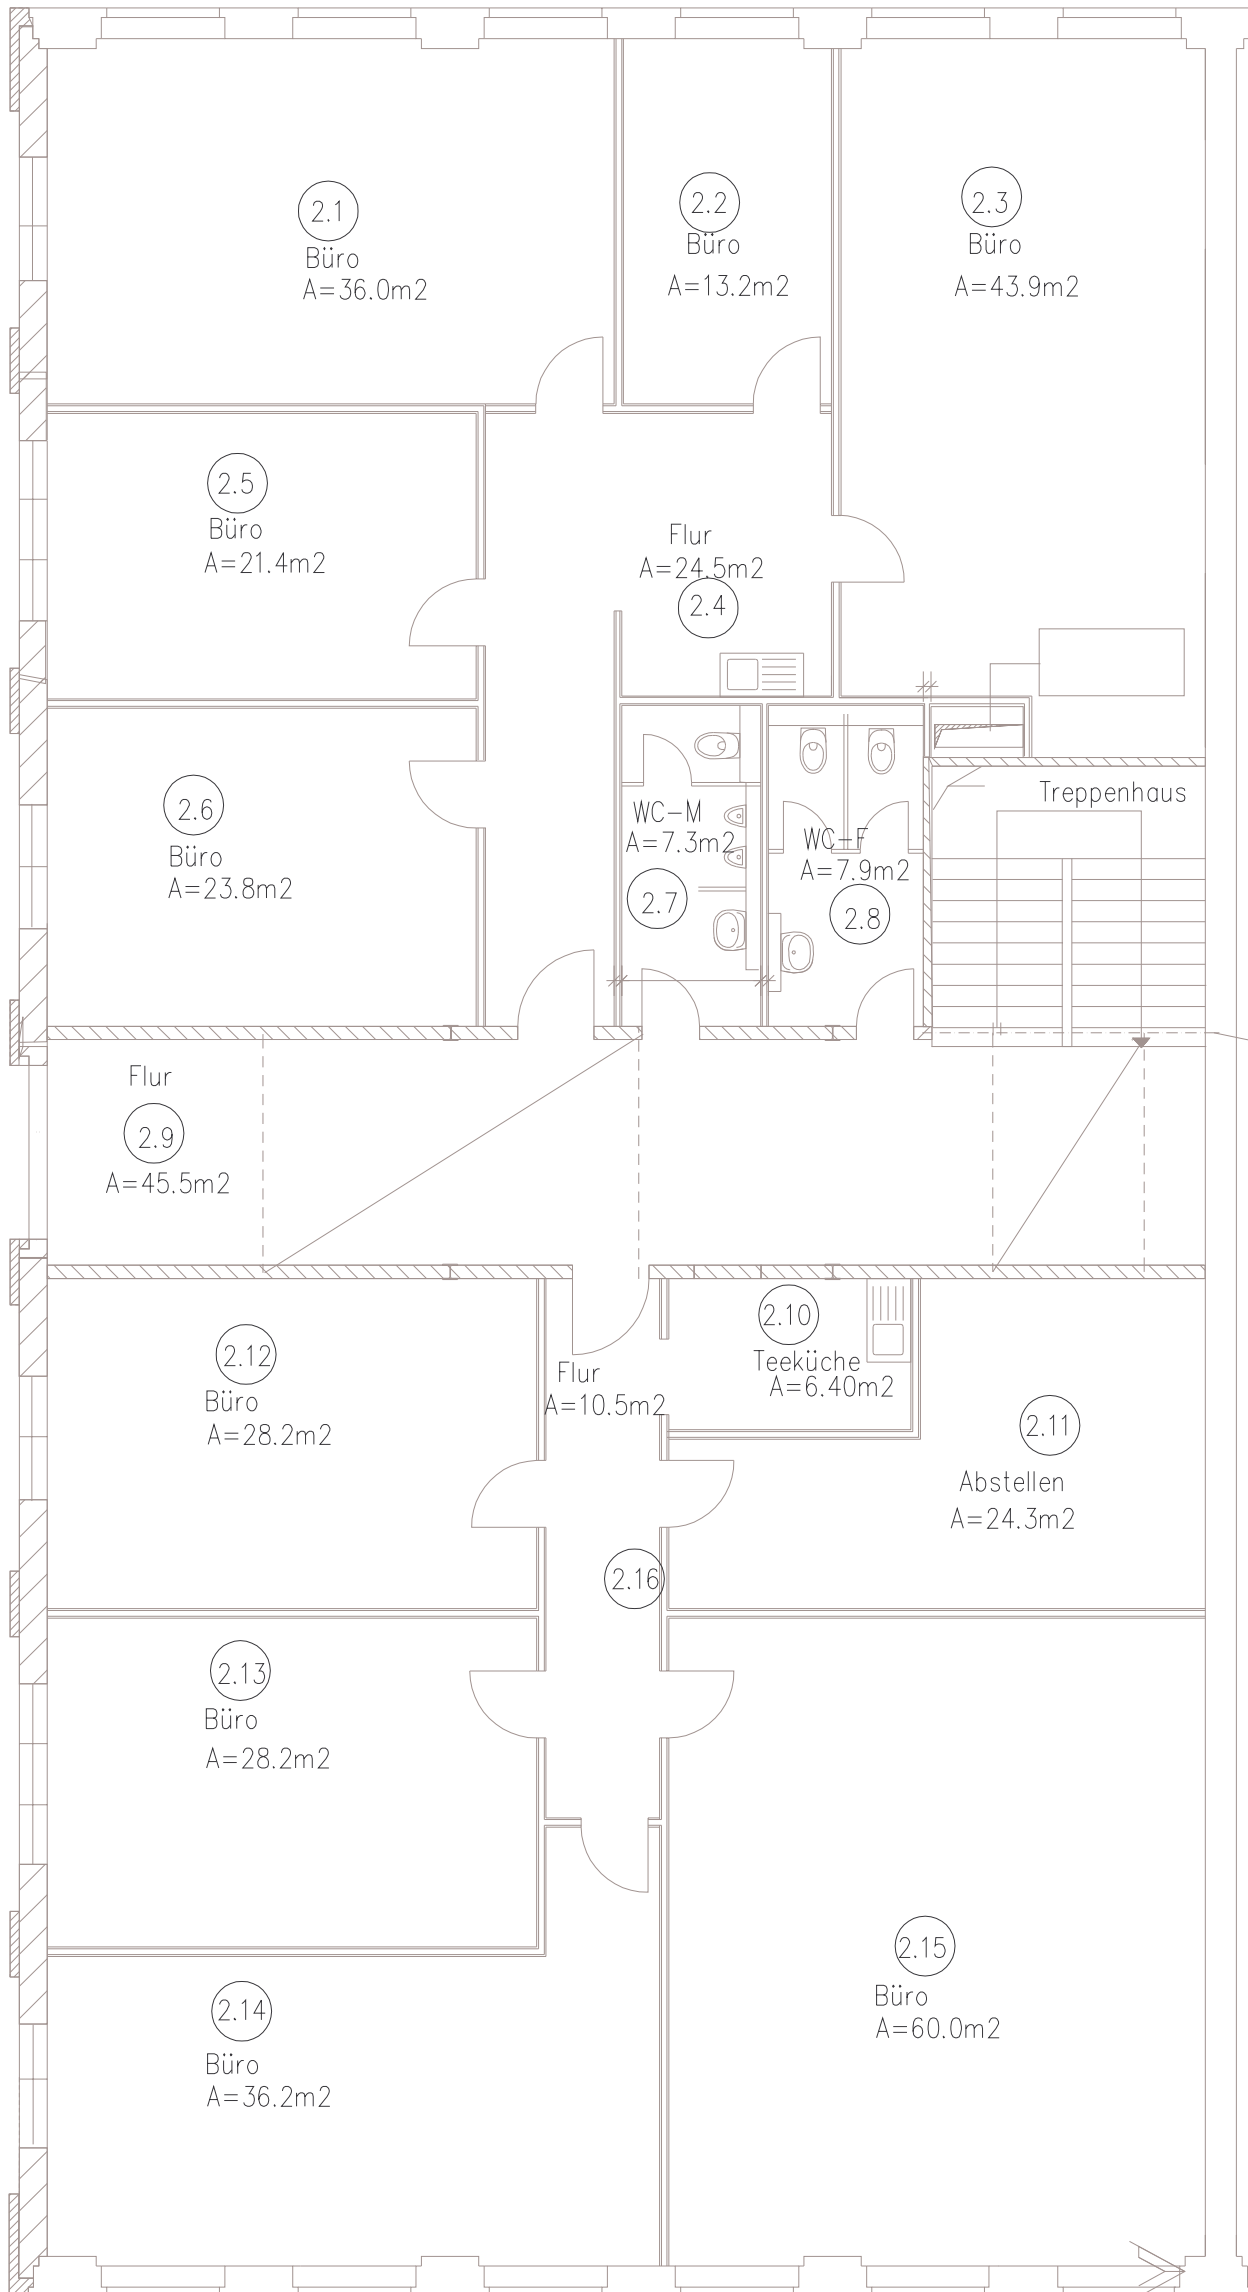 2.1
Büro
A=36.0m2
2.2
Büro
A=13.2m2
2.3
Büro
A=43.9m2
2.5
Büro
A=21.4m2
Flur
A=24.5m2
2.4
2.6
Büro
A=23.8m2
WC-M
A=7.3m2
2.7
WC-F
A=7.9m2
2.8
Treppenhaus
Flur
2.9
A=45.5m2
2.12
Büro
A=28.2m2
Flur
A=10.5m2
2.10
Teeküche
A=6.40m2
2.11
Abstellen
A=24.3m2
2.16
2.13
Büro
A=28.2m2
2.14
Büro
A=36.2m2
2.15
Büro
A=60.0m2